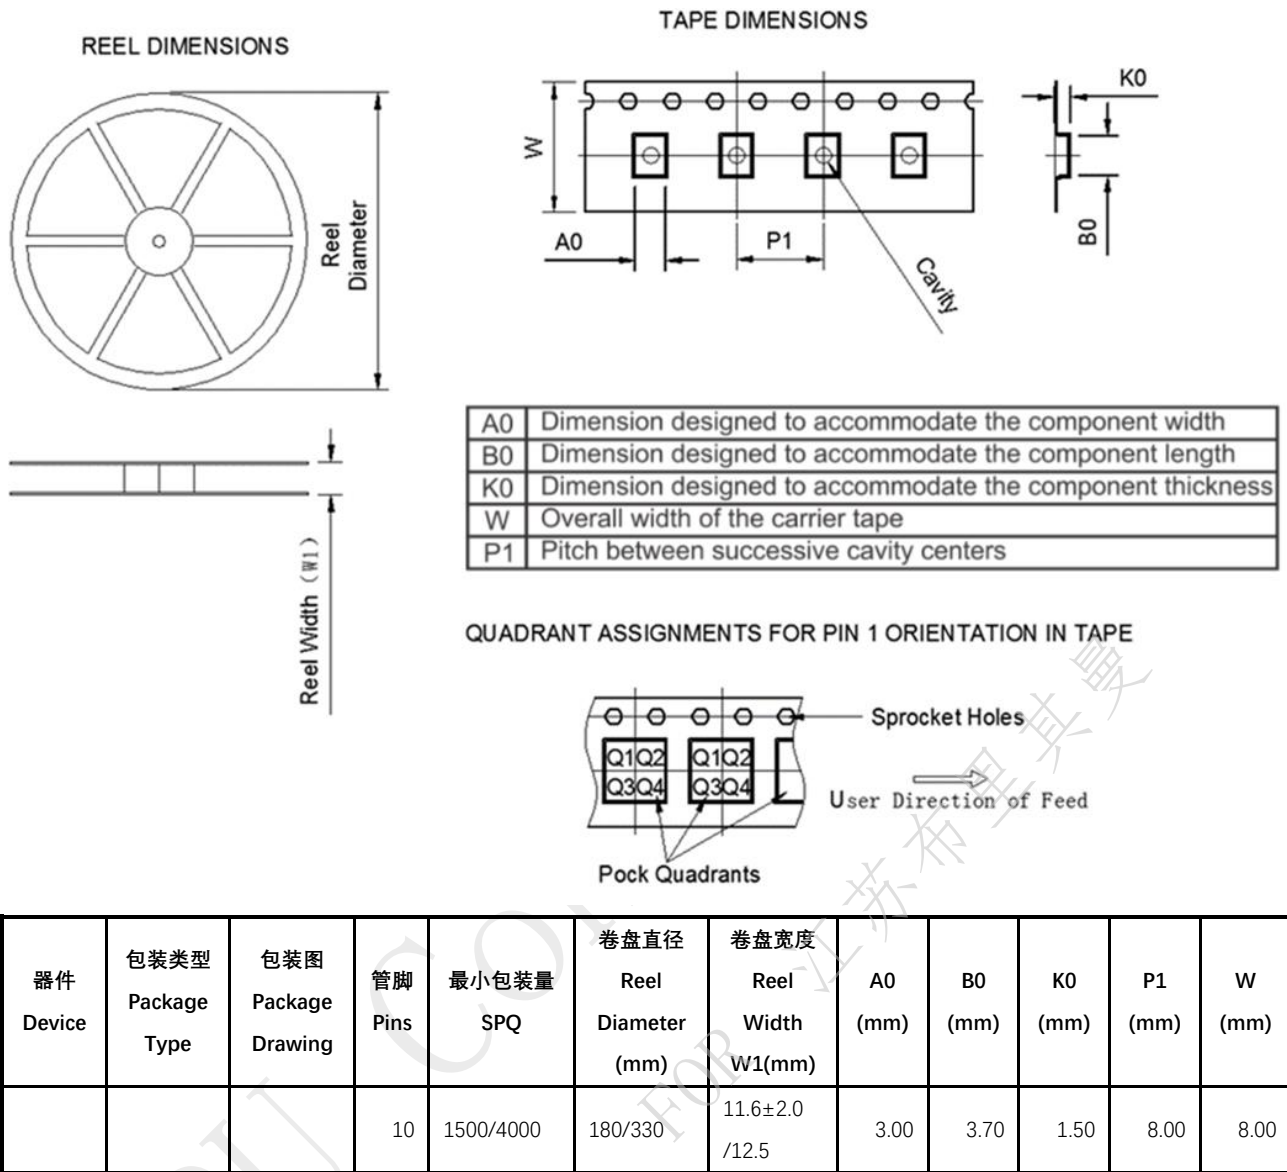 REEL DIMENSIONS
TAPE DIMENSIONS
Reel
Diameter
Reel Width (W1)
W
A0
P1
Cavity
K0
B0
A0 Dimension designed to accommodate the component width
B0 Dimension designed to accommodate the component length
K0 Dimension designed to accommodate the component thickness
W Overall width of the carrier tape
P1 Pitch between successive cavity centers
QUADRANT ASSIGNMENTS FOR PIN 1 ORIENTATION IN TAPE
Sprocket Holes
Q1 Q2 Q1 Q2
Q3 Q4 Q3 Q4
User Direction of Feed
Pock Quadrants
江苏布里其曼
FOR
器件
Device
包装类型
Package
Type
包装图
Package
Drawing
管脚
Pins
最小包装量
SPQ
卷盘直径
Reel
Diameter
(mm)
卷盘宽度
Reel
Width
W1(mm)
A0
(mm)
B0
(mm)
K0
(mm)
P1
(mm)
W
(mm)
10 1500/4000 180/330 11.6±2.0
/12.5 3.00 3.70 1.50 8.00 8.00